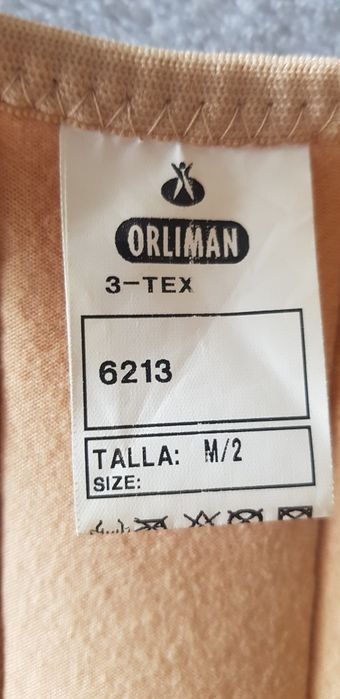 ORLIMAN
3-TEX
6213
TALLA: M/2
SIZE: